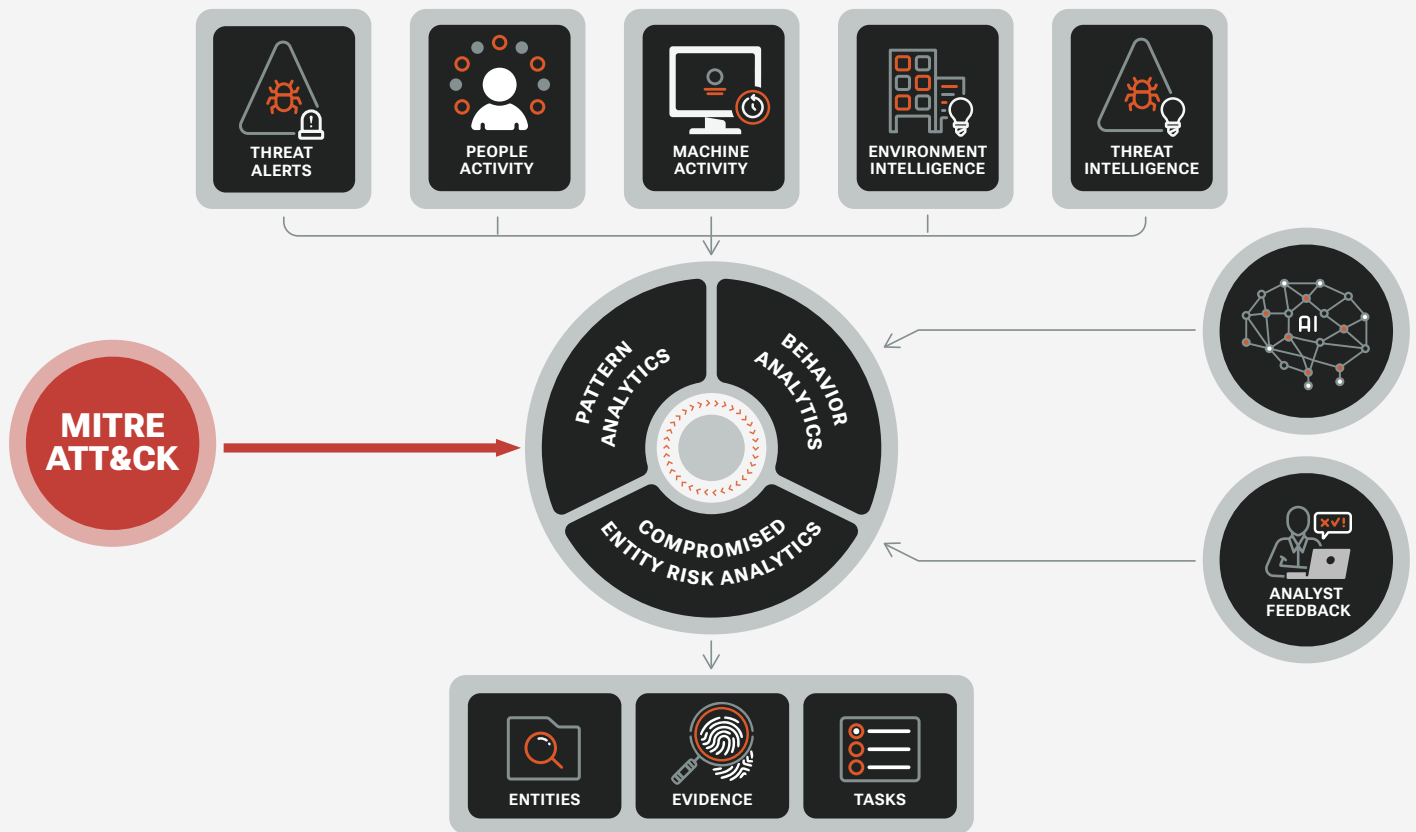 THREAT
ALERTS
PEOPLE
ACTIVITY
MACHINE
ACTIVITY
ENVIRONMENT
INTELLIGENCE
THREAT
INTELLIGENCE
AI
MITRE
ATT&CK
PATTERN
ANALYTICS
BEHAVIOR
ANALYTICS
COMPROMISED
ENTITY RISK ANALYTICS
ANALYST
FEEDBACK
ENTITIES
EVIDENCE
TASKS